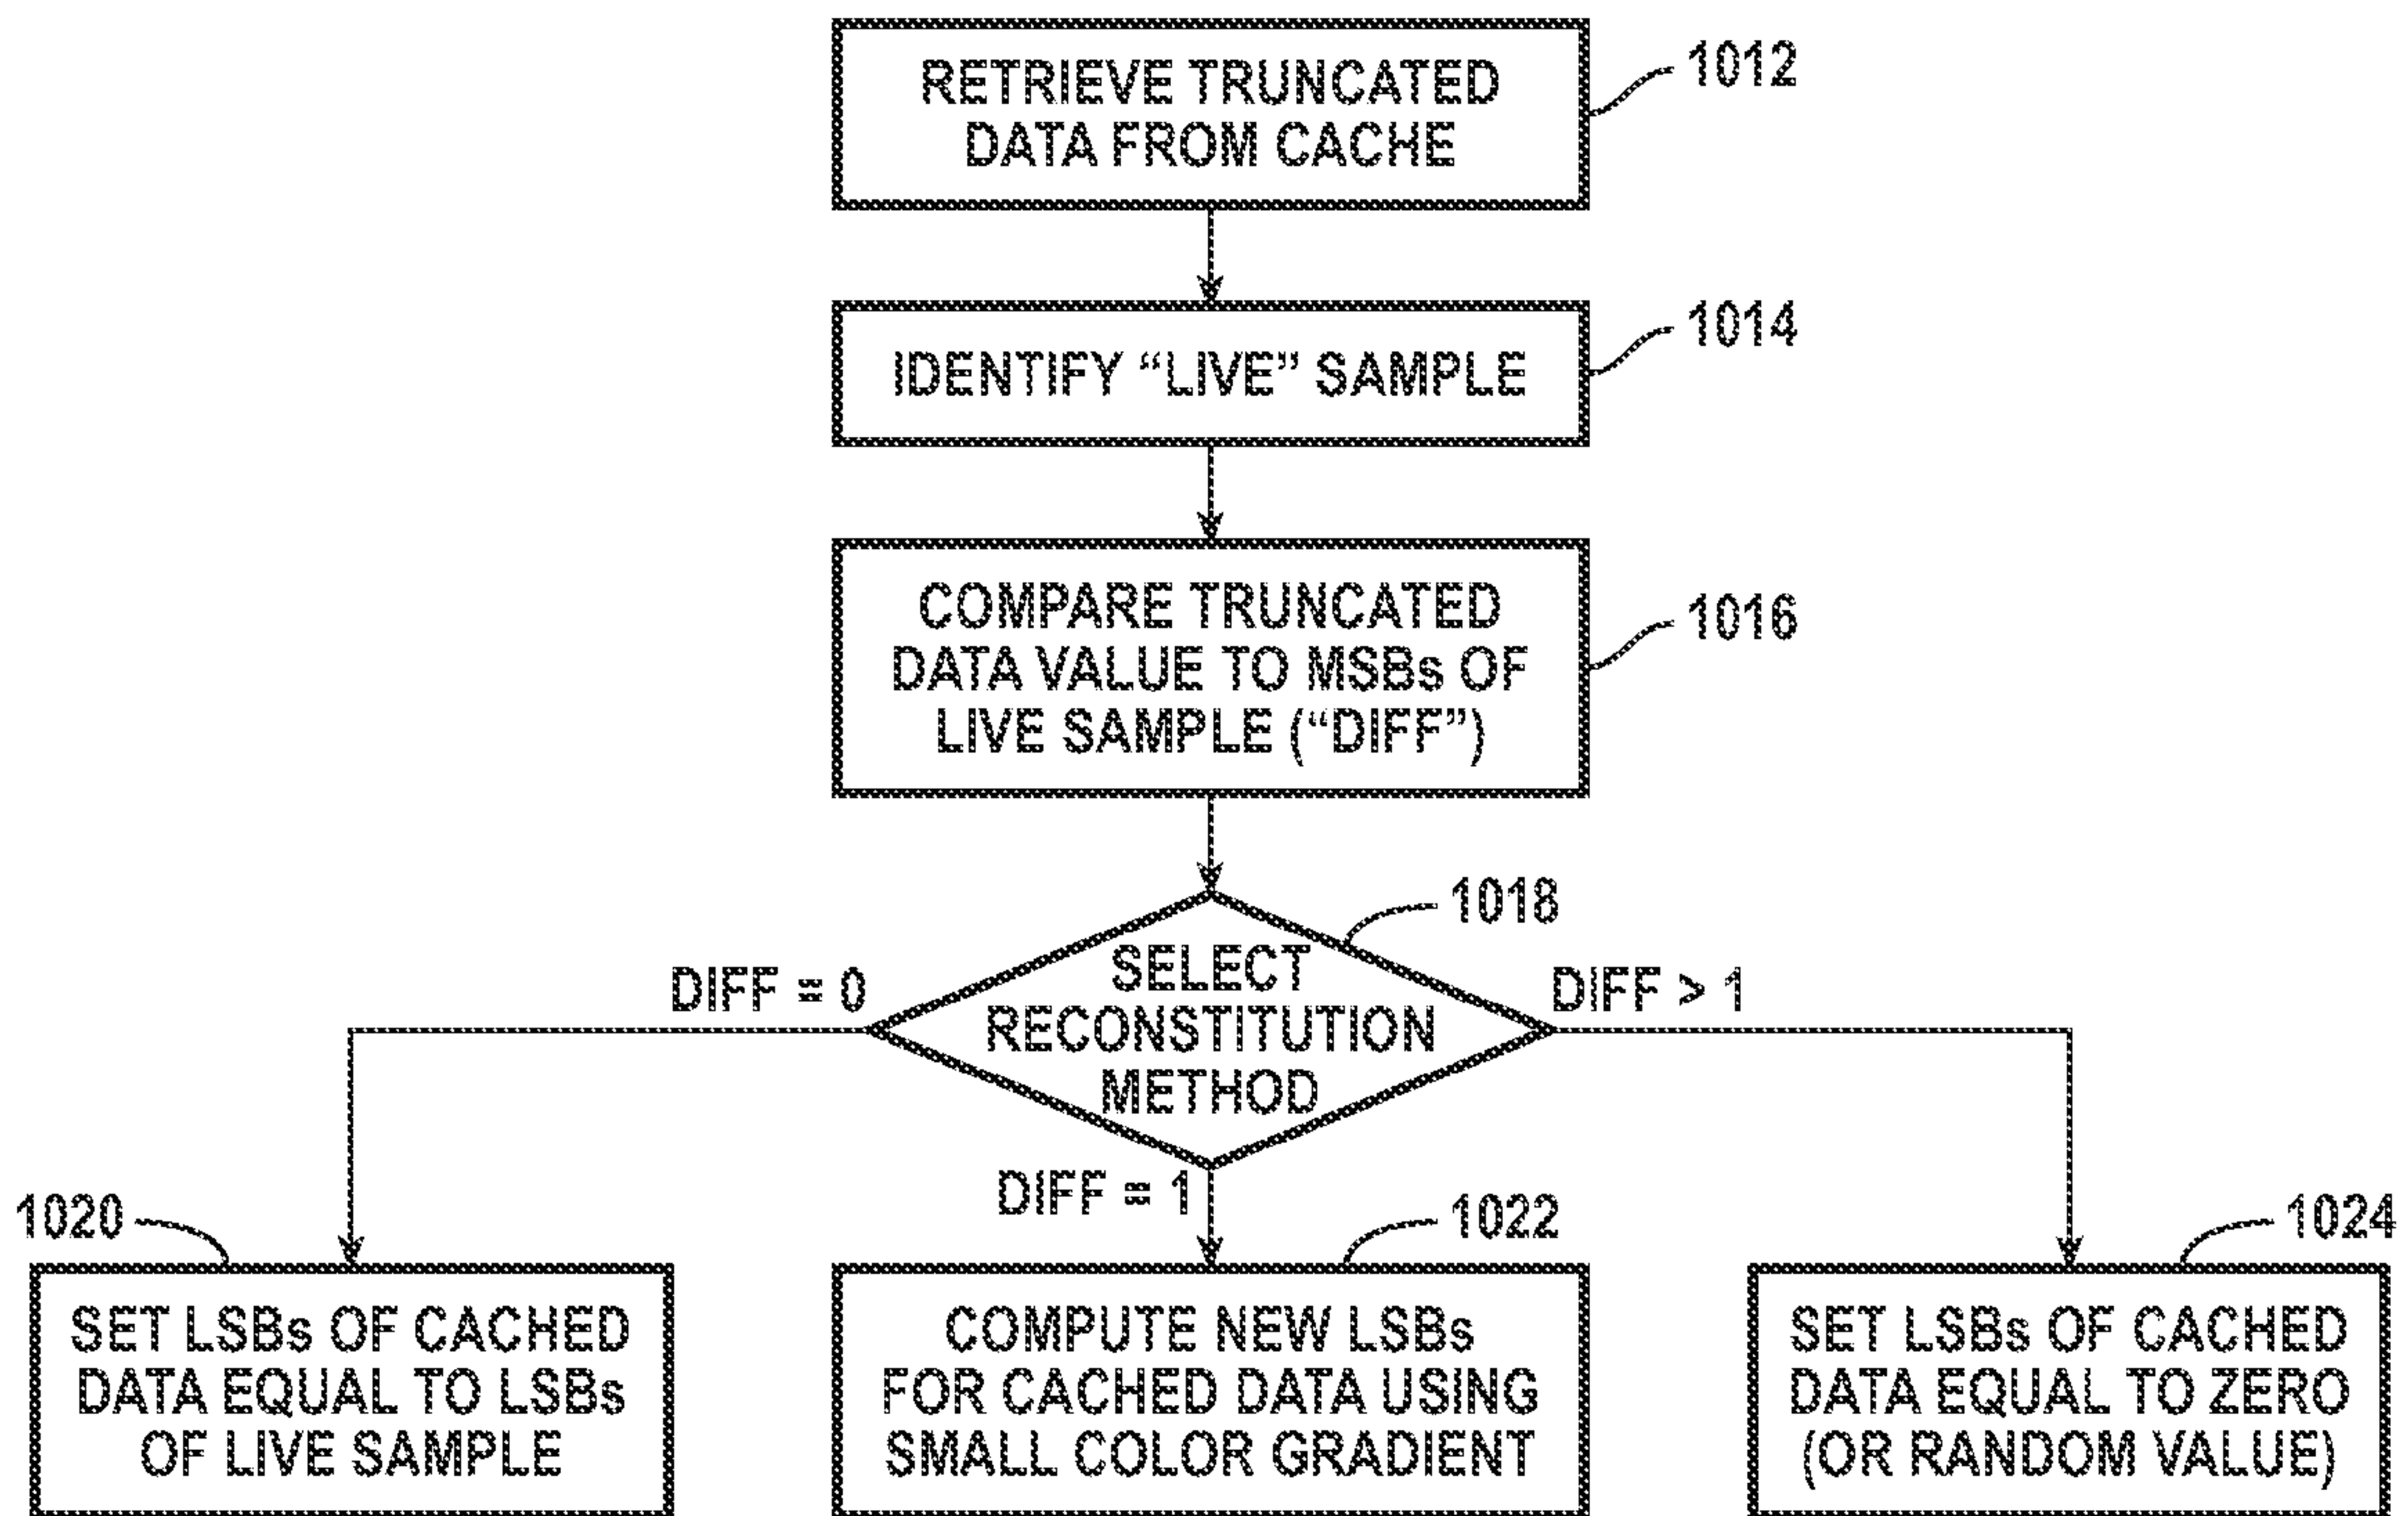 RETRIEVE TRUNCATED
DATA FROM CACHE
1012
IDENTIFY “LIVE” SAMPLE
1014
COMPARE TRUNCATED
DATA VALUE TO MSBs OF
LIVE SAMPLE (“DIFF”)
1016
1018
SELECT
RECONSTITUTION
METHOD
DIFF = 0
DIFF > 1
DIFF = 1
1020
SET LSBs OF CACHED
DATA EQUAL TO LSBs
OF LIVE SAMPLE
1022
COMPUTE NEW LSBs
FOR CACHED DATA USING
SMALL COLOR GRADIENT
1024
SET LSBs OF CACHED
DATA EQUAL TO ZERO
(OR RANDOM VALUE)